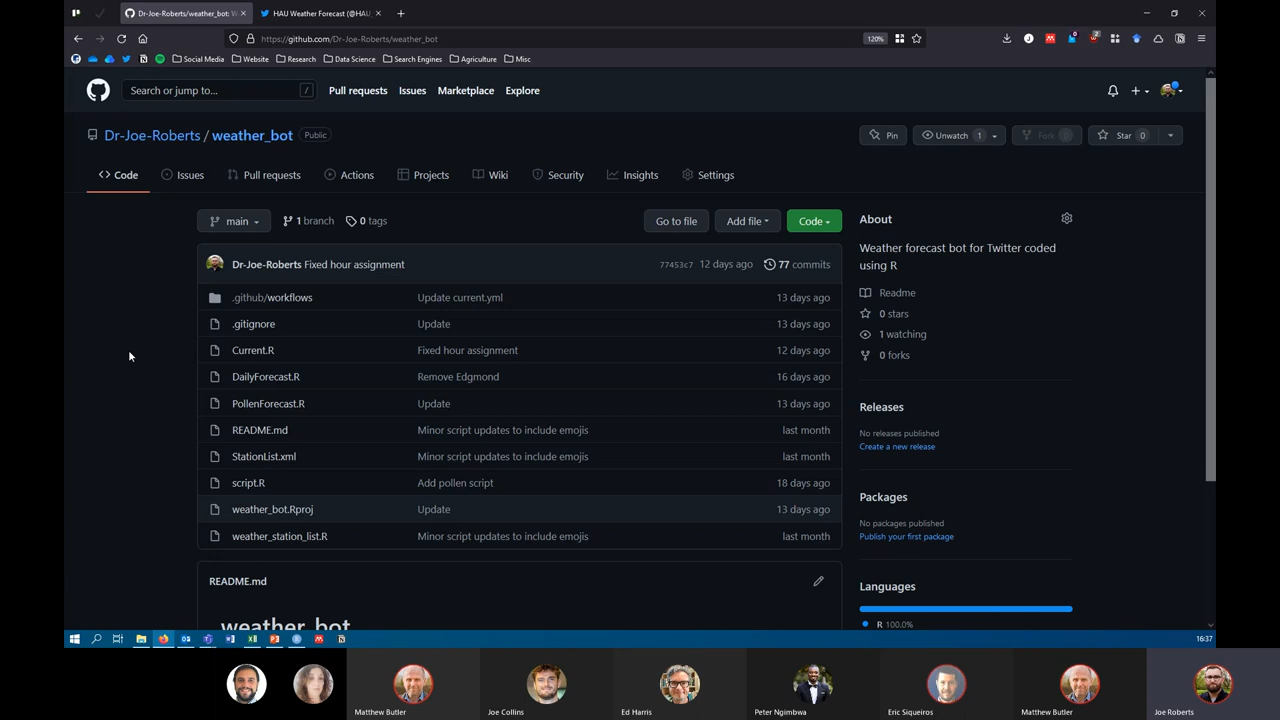 Dr-Joe-Roberts/weather_bot: W
HAU Weather Forecast (@HAU_
https://github.com/Dr-Joe-Roberts/weather_bot
120%
Social Media Website Research Data Science Search Engines Agriculture Misc
Search or jump to... /
Pull requests Issues Marketplace Explore
Dr-Joe-Roberts / weather_bot Public
Pin Unwatch 1 Fork 0 Star 0
Code Issues Pull requests Actions Projects Wiki Security Insights Settings
main 1 branch 0 tags
Go to file Add file Code
Dr-Joe-Roberts Fixed hour assignment 77453c7 12 days ago 77 commits
.github/workflows Update current.yml 13 days ago
.gitignore Update 13 days ago
Current.R Fixed hour assignment 12 days ago
DailyForecast.R Remove Edgmond 16 days ago
PollenForecast.R Update 13 days ago
README.md Minor script updates to include emojis last month
StationList.xml Minor script updates to include emojis last month
script.R Add pollen script 18 days ago
weather_bot.Rproj Update 13 days ago
weather_station_list.R Minor script updates to include emojis last month
README.md
weather_bot
About
Weather forecast bot for Twitter coded
using R
Readme
0 stars
1 watching
0 forks
Releases
No releases published
Create a new release
Packages
No packages published
Publish your first package
Languages
R 100.0%
16:37
Matthew Butler
Joe Collins
Ed Harris
Peter Ngimbwa
Eric Siqueiros
Matthew Butler
Joe Roberts